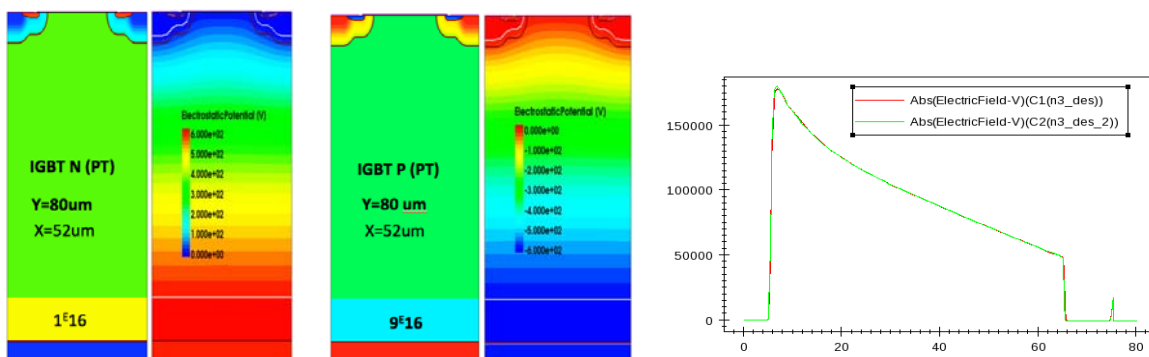 IGBT N (PT)
Y=80um
X=52um
1ᴱ16
ElectrostaticPotential (V)
6.000e+02
5.000e+02
4.000e+02
3.000e+02
2.000e+02
1.000e+02
0.000e+00
IGBT P (PT)
Y=80 um
X=52um
9ᴱ16
ElectrostaticPotential (V)
0.000e+00
-1.000e+02
-2.000e+02
-3.000e+02
-4.000e+02
-5.000e+02
-6.000e+02
Abs(ElectricField-V)(C1(n3_des))
Abs(ElectricField-V)(C2(n3_des_2))
150000
100000
50000
0
0
20
40
60
80